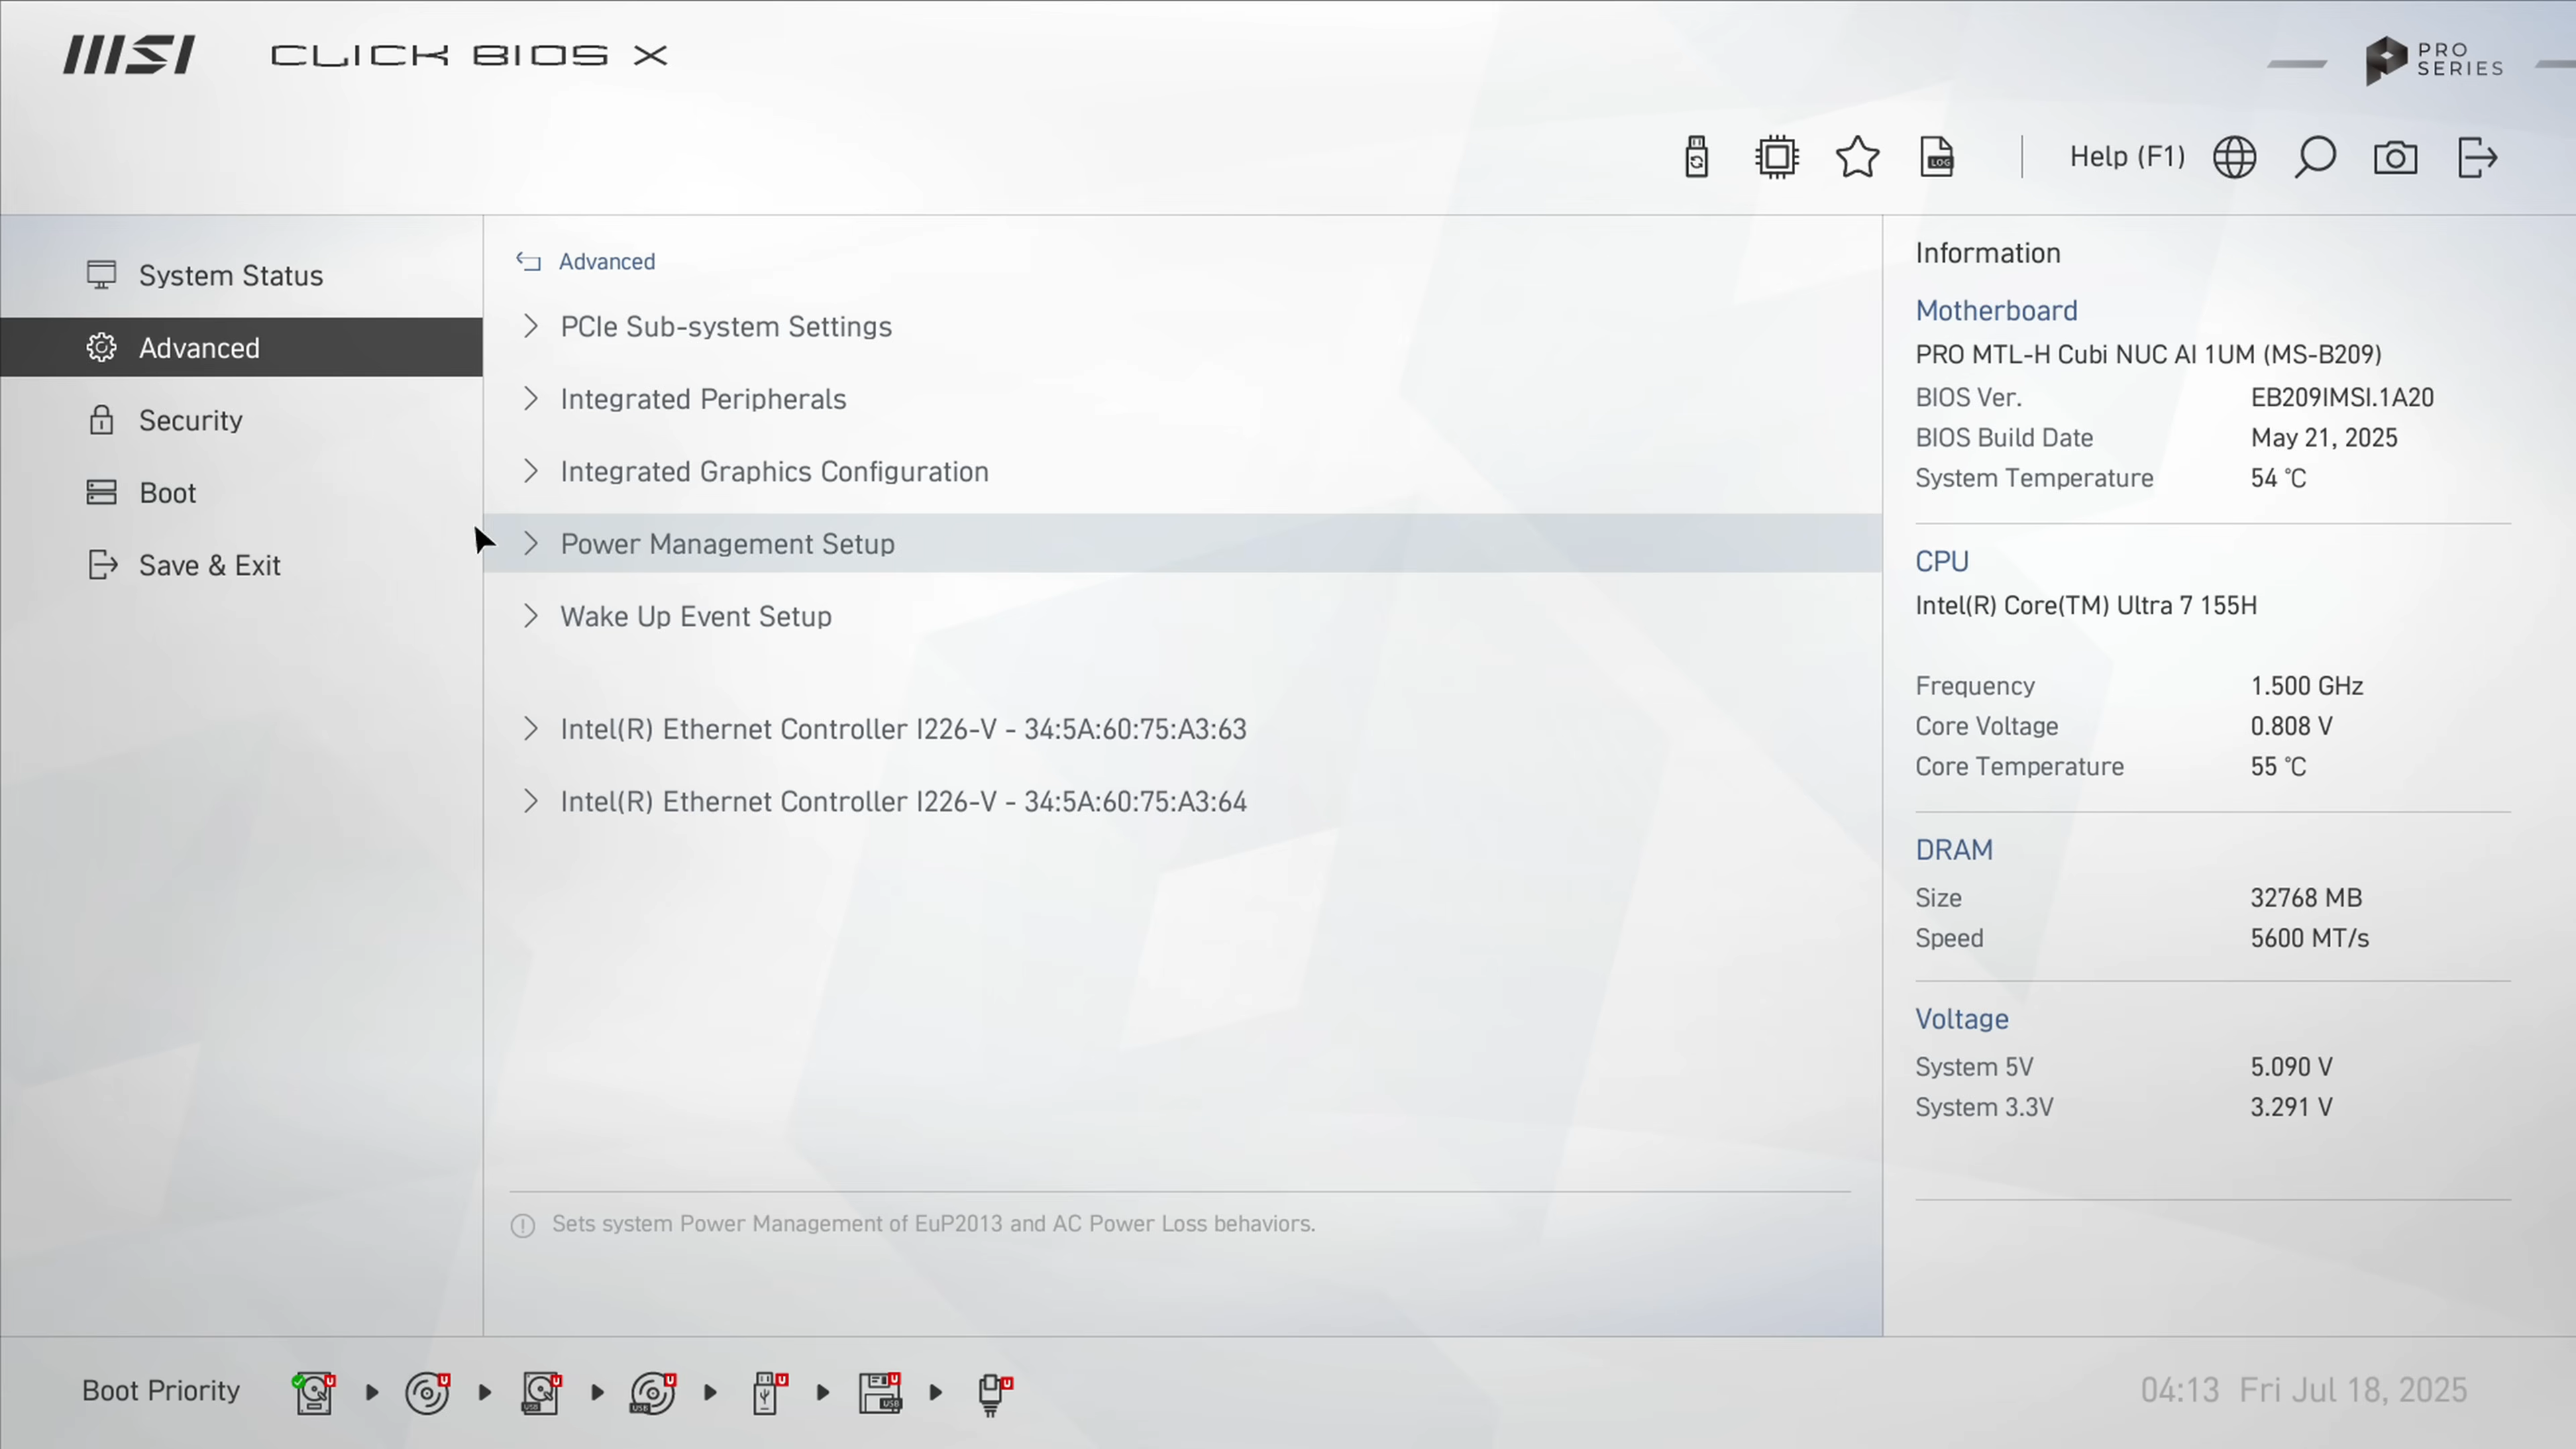 msi CLICK BIOS X
PRO
SERIES
LOG
Help (F1)
System Status
Advanced
Security
Boot
Save & Exit
Advanced
PCIe Sub-system Settings
Integrated Peripherals
Integrated Graphics Configuration
Power Management Setup
Wake Up Event Setup
Intel(R) Ethernet Controller I226-V - 34:5A:60:75:A3:63
Intel(R) Ethernet Controller I226-V - 34:5A:60:75:A3:64
Sets system Power Management of EuP2013 and AC Power Loss behaviors.
Information
Motherboard
PRO MTL-H Cubi NUC AI 1UM (MS-B209)
BIOS Ver. EB209IMSI.1A20
BIOS Build Date May 21, 2025
System Temperature 54 °C
CPU
Intel(R) Core(TM) Ultra 7 155H
Frequency 1.500 GHz
Core Voltage 0.808 V
Core Temperature 55 °C
DRAM
Size 32768 MB
Speed 5600 MT/s
Voltage
System 5V 5.090 V
System 3.3V 3.291 V
Boot Priority
U U U USB U USB U U USB U
04:13 Fri Jul 18, 2025